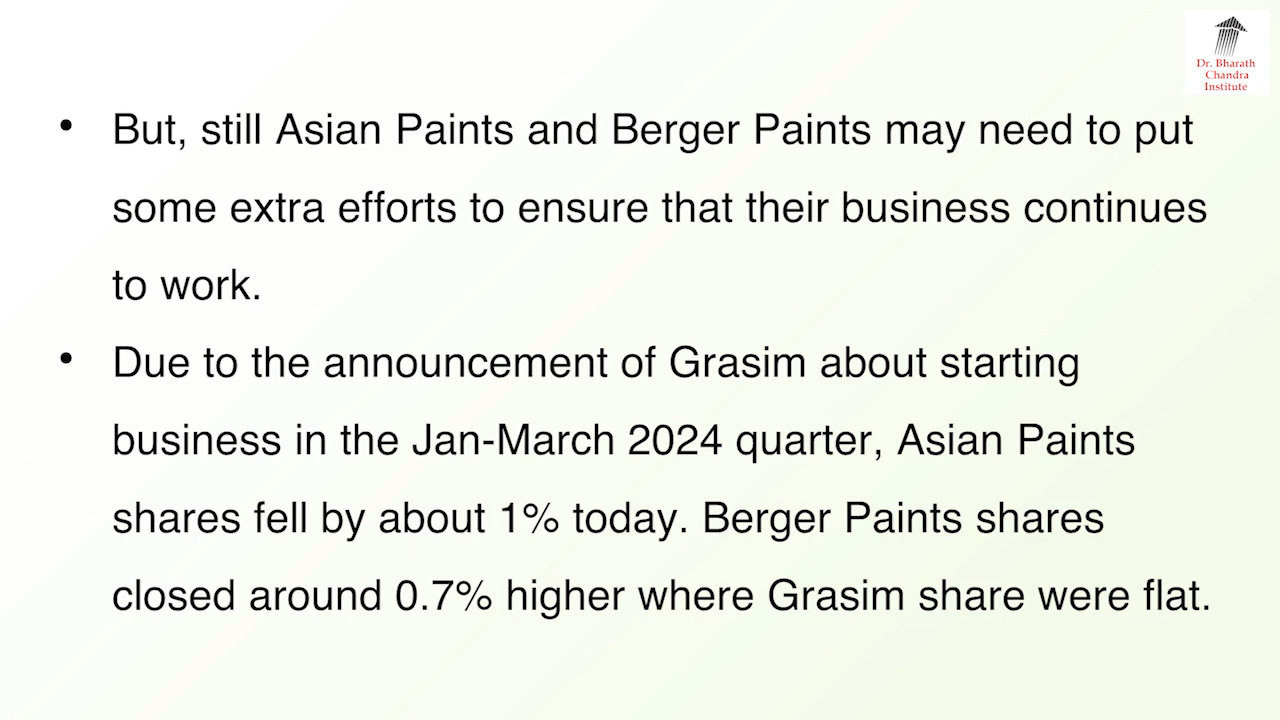 Dr. Bharath
Chandra
Institute
• But, still Asian Paints and Berger Paints may need to put
some extra efforts to ensure that their business continues
to work.
• Due to the announcement of Grasim about starting
business in the Jan-March 2024 quarter, Asian Paints
shares fell by about 1% today. Berger Paints shares
closed around 0.7% higher where Grasim share were flat.